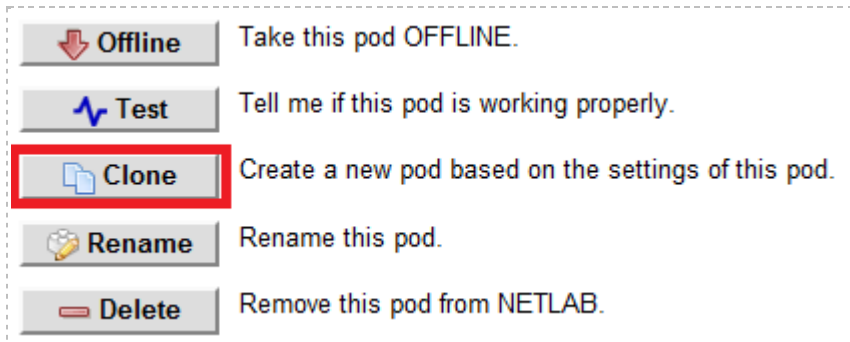 Offline Take this pod OFFLINE.
Test Tell me if this pod is working properly.
Clone Create a new pod based on the settings of this pod.
Rename Rename this pod.
Delete Remove this pod from NETLAB.